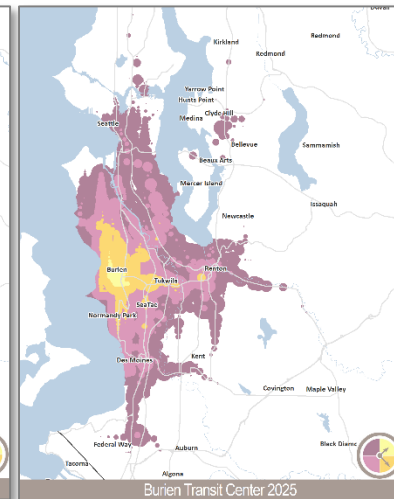 Kirkland
Redmond
Redmond
Yarrow Point
Hunts Point
Clyde Hill
Medina
Seattle
Bellevue
Sammamish
Beaux Arts
Mercer Island
Issaquah
Newcastle
Burien
Renton
Tukwila
SeaTac
Normandy Park
Des Moines
Kent
Covington
Maple Valley
Federal Way
Auburn
Black Diamc
Tacoma
Algona
Burien Transit Center 2025